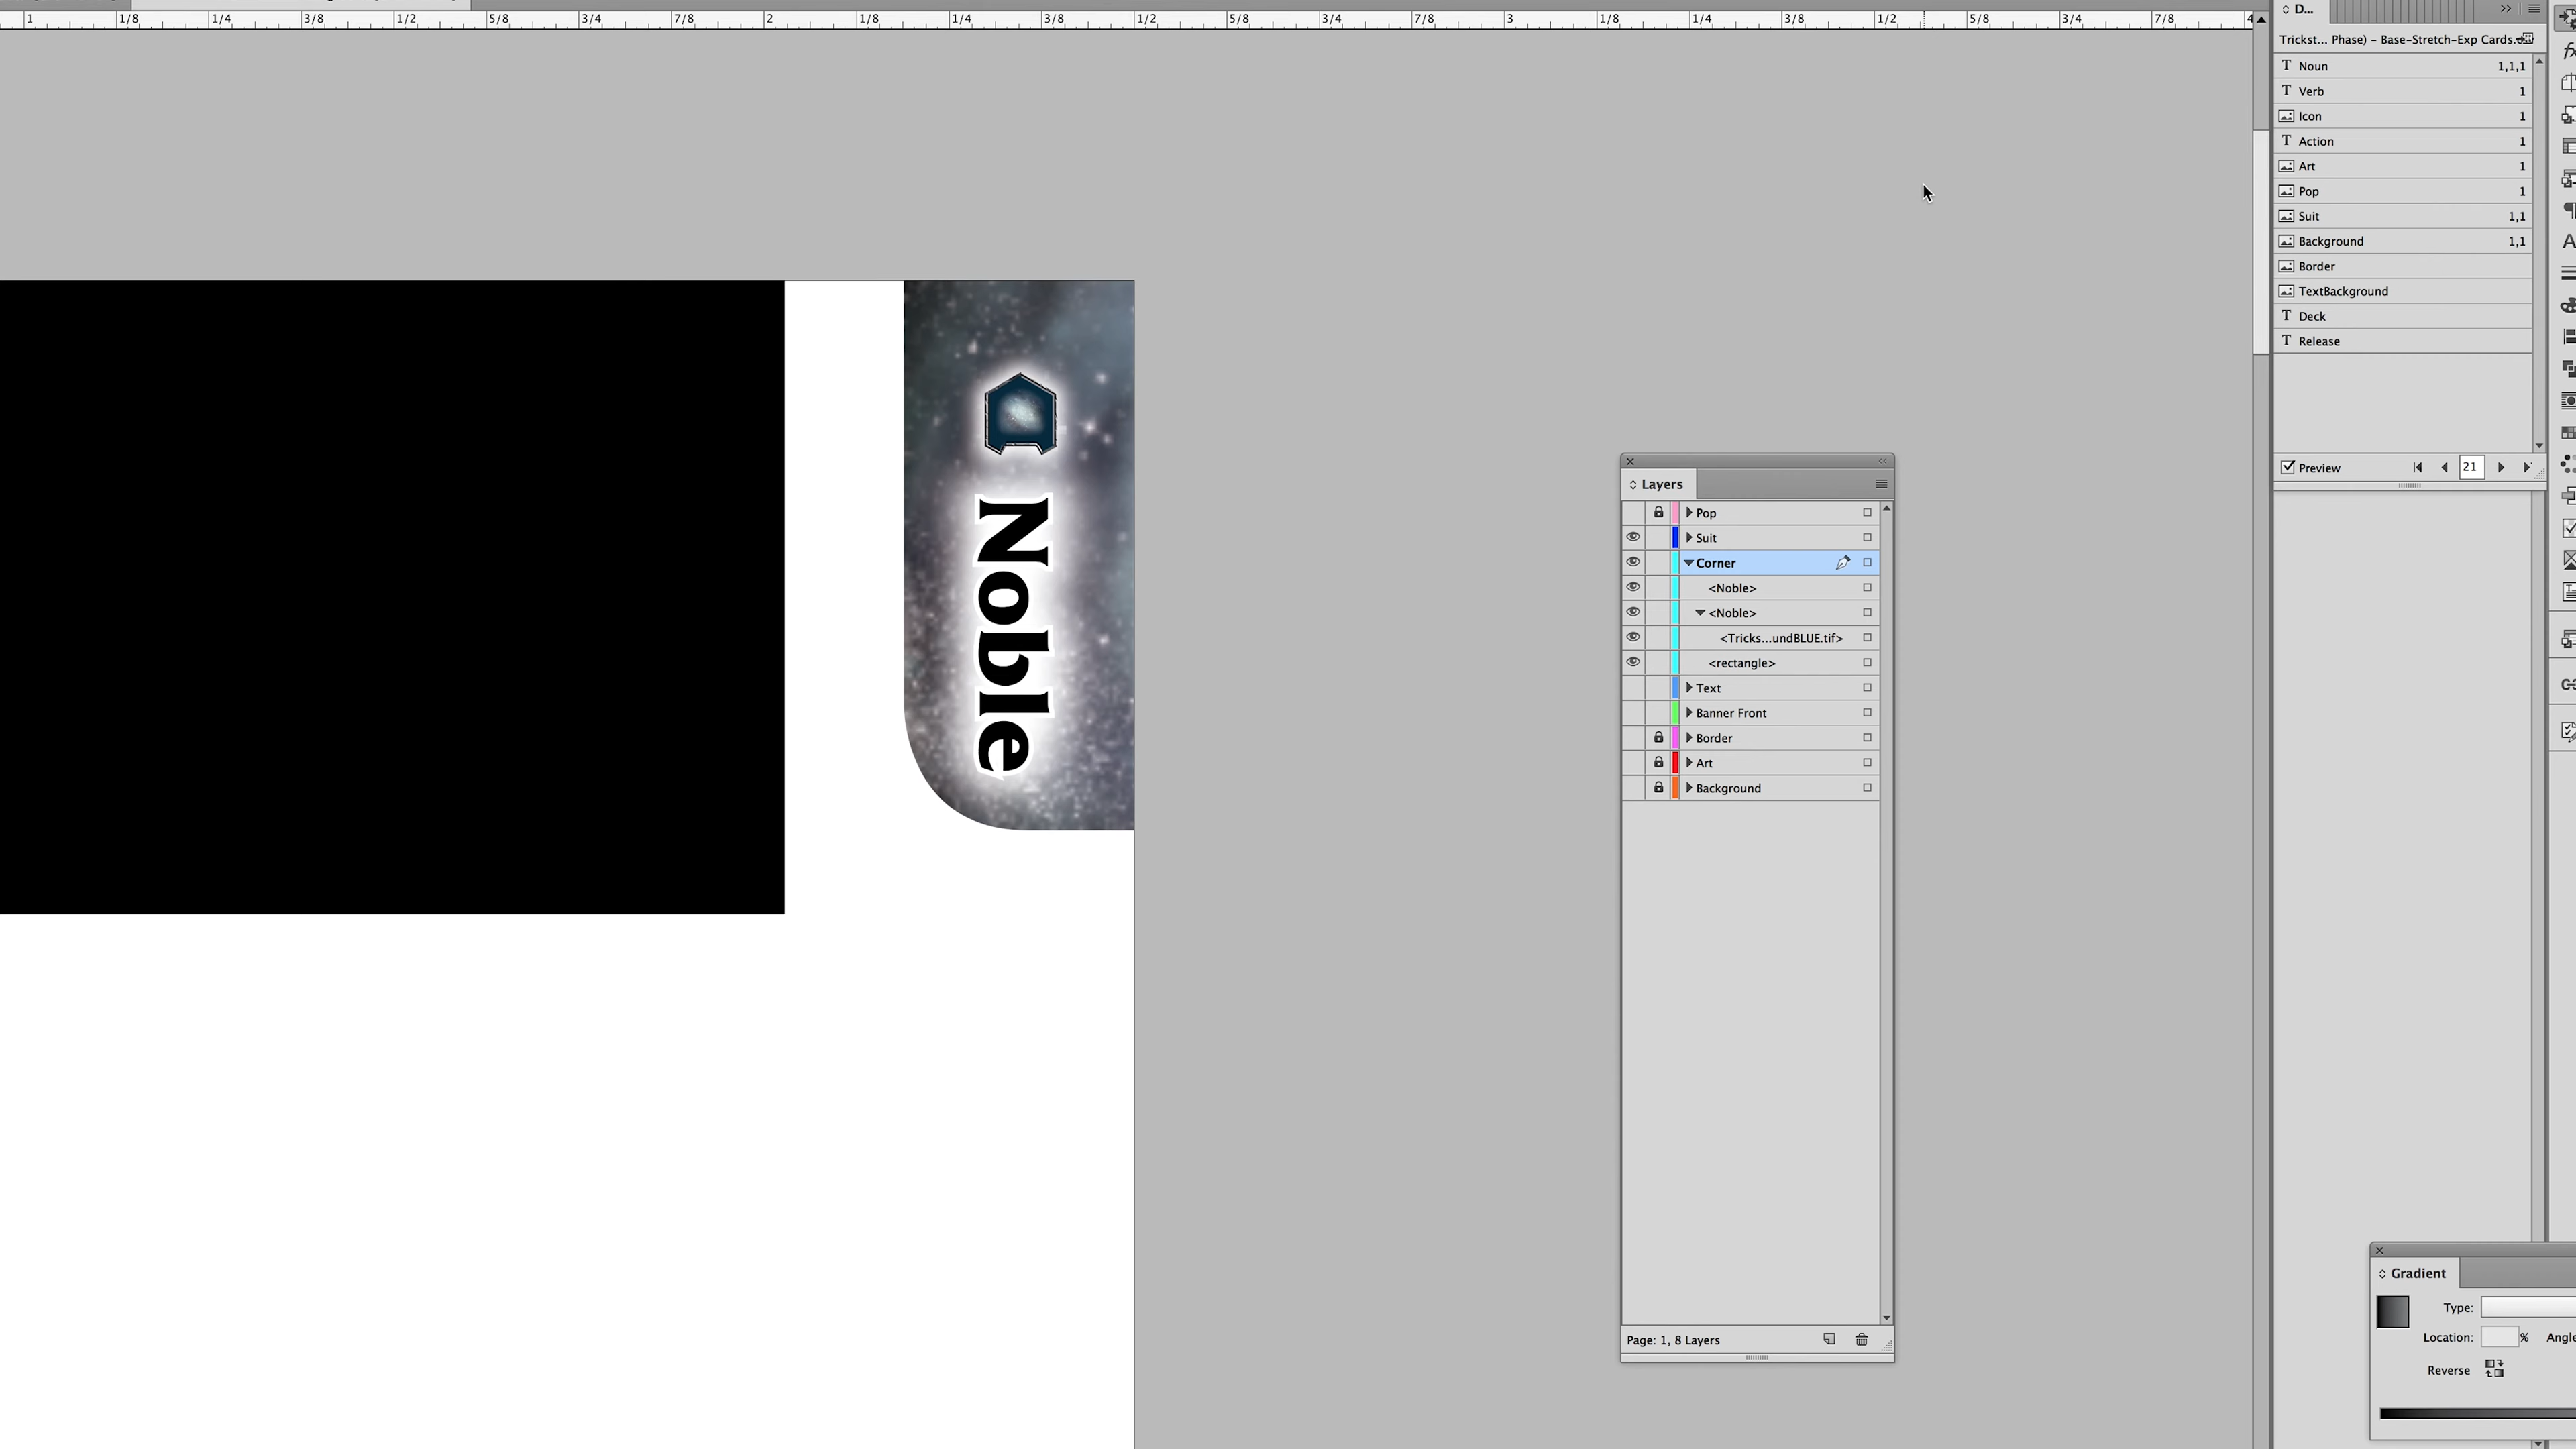 1 1/8 1/4 3/8 1/2 5/8 3/4 7/8 2 1/8 1/4 3/8 1/2 5/8 3/4 7/8 3 1/8 1/4 3/8 1/2 5/8 3/4 7/8 4
D...
Trickst... Phase) - Base-Stretch-Exp Cards.
T Noun 1,1,1
T Verb 1
Icon 1
T Action 1
Art 1
Pop 1
Suit 1,1
Background 1,1
Border
TextBackground
T Deck
T Release
Preview 21
Noble
Layers
Pop
Suit
Corner
<Noble>
<Noble>
<Tricks...undBLUE.tif>
<rectangle>
Text
Banner Front
Border
Art
Background
Page: 1, 8 Layers
Gradient
Type:
Location: % Angle
Reverse